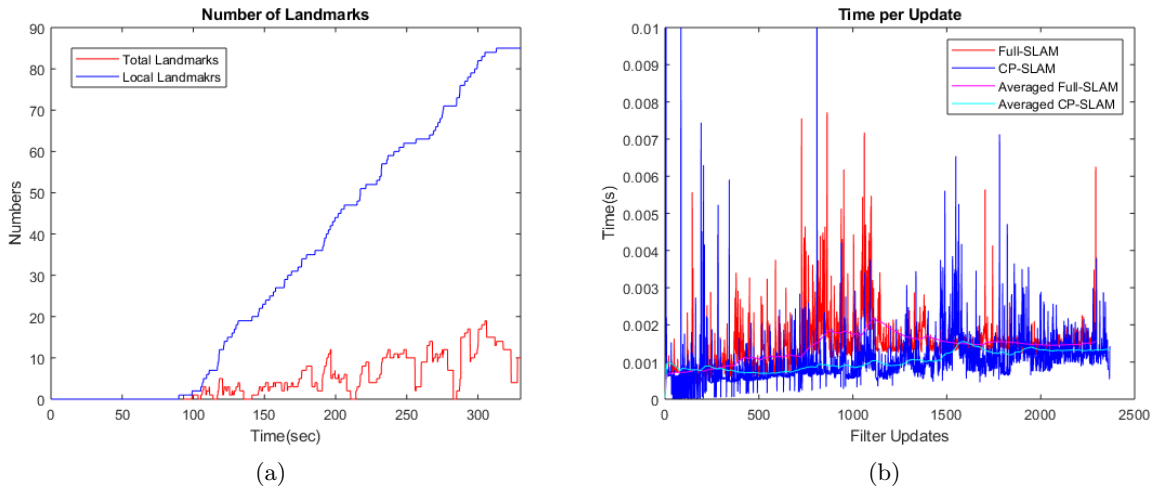 Number of Landmarks
90
80
70
60
50
40
30
20
10
0
Numbers
Total Landmarks
Local Landmakrs
0 50 100 150 200 250 300
Time(sec)
(a)
Time per Update
0.01
0.009
0.008
0.007
0.006
0.005
0.004
0.003
0.002
0.001
0
Time(s)
Full-SLAM
CP-SLAM
Averaged Full-SLAM
Averaged CP-SLAM
0 500 1000 1500 2000 2500
Filter Updates
(b)